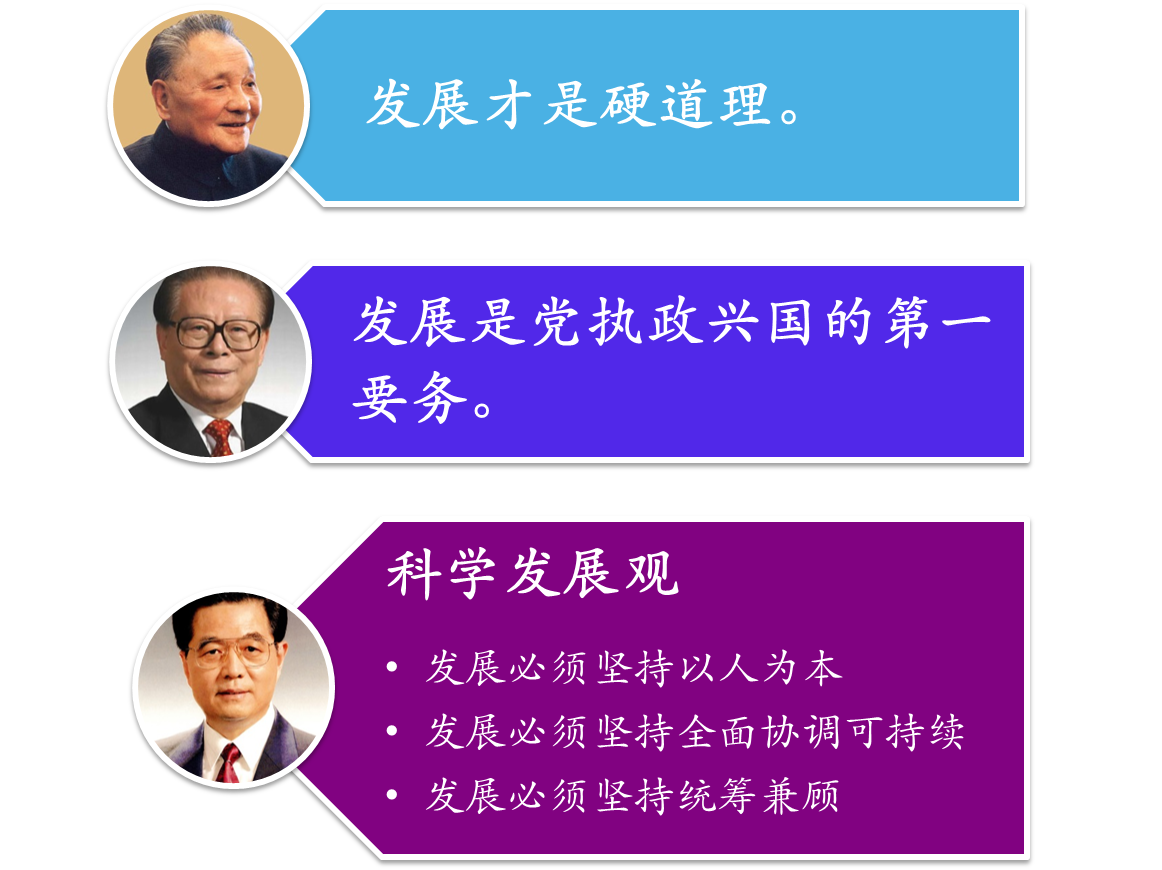 发展才是硬道理。
发展是党执政兴国的第一
要务。
科学发展观
• 发展必须坚持以人为本
• 发展必须坚持全面协调可持续
• 发展必须坚持统筹兼顾